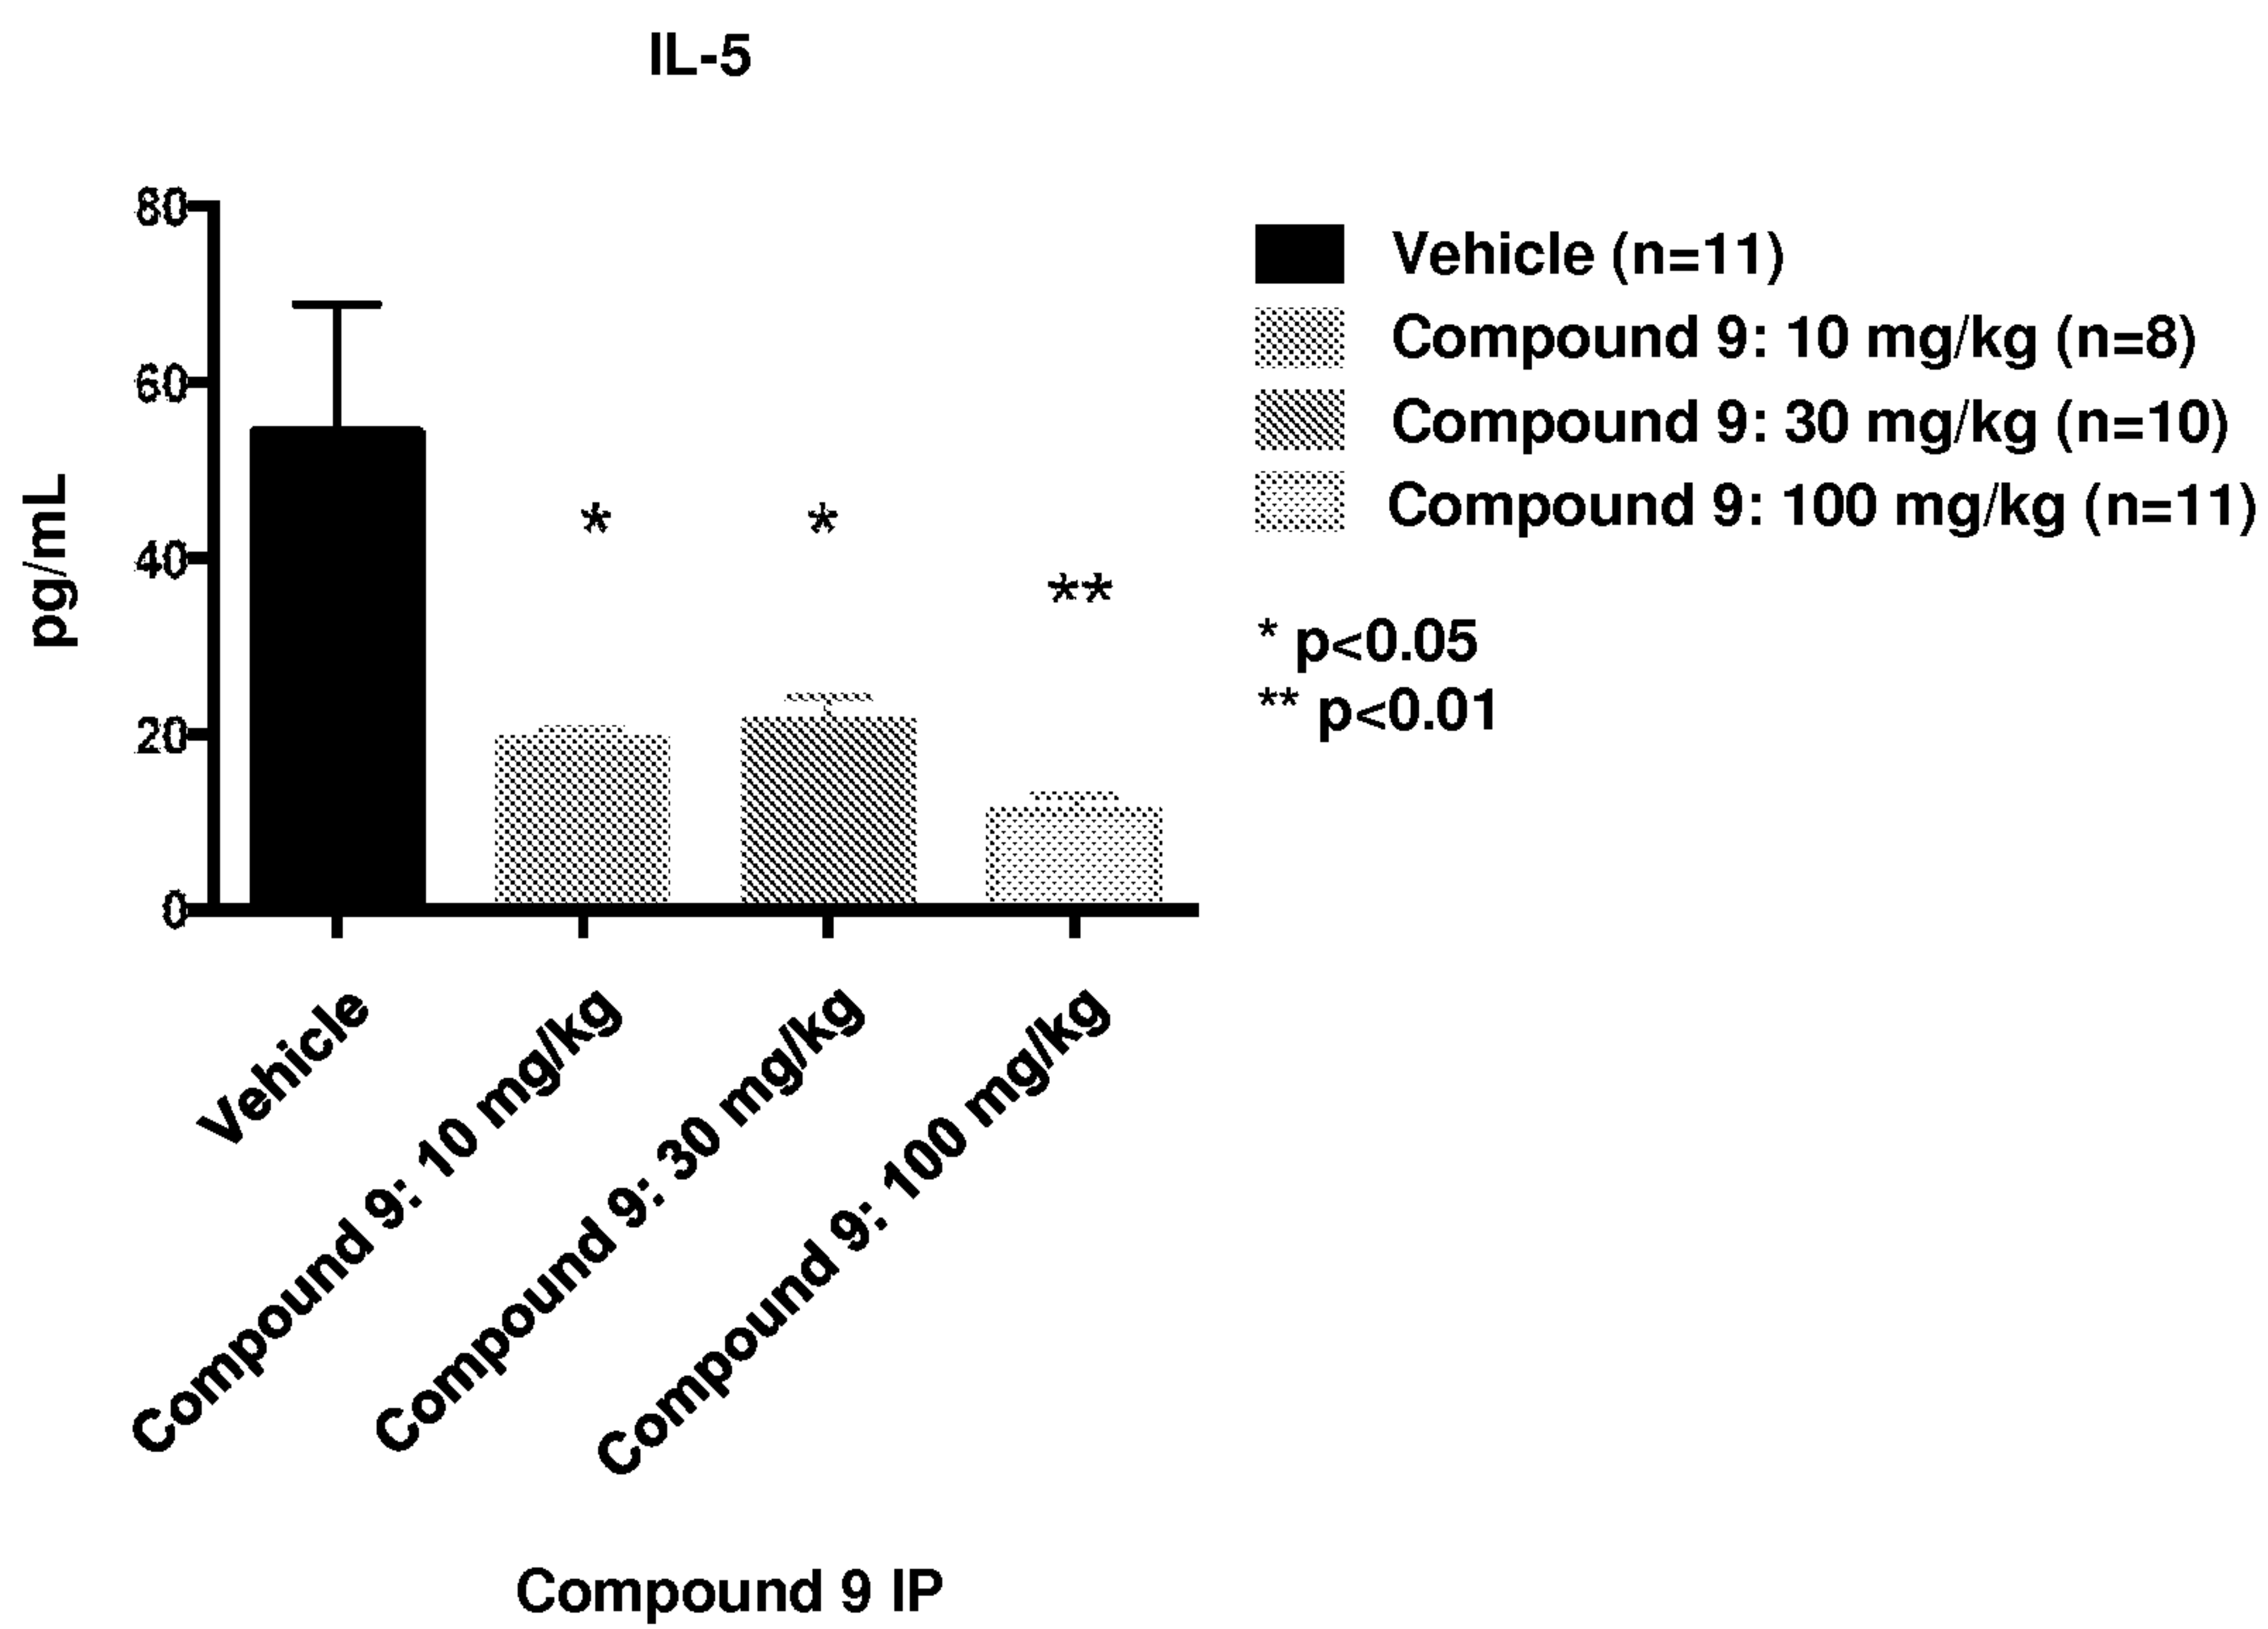 IL-5
80
60
40
20
0
pg/mL
* *
**
Vehicle (n=11)
Compound 9: 10 mg/kg (n=8)
Compound 9: 30 mg/kg (n=10)
Compound 9: 100 mg/kg (n=11)
* p<0.05
** p<0.01
Vehicle
Compound 9: 10 mg/kg
Compound 9: 30 mg/kg
Compound 9: 100 mg/kg
Compound 9 IP